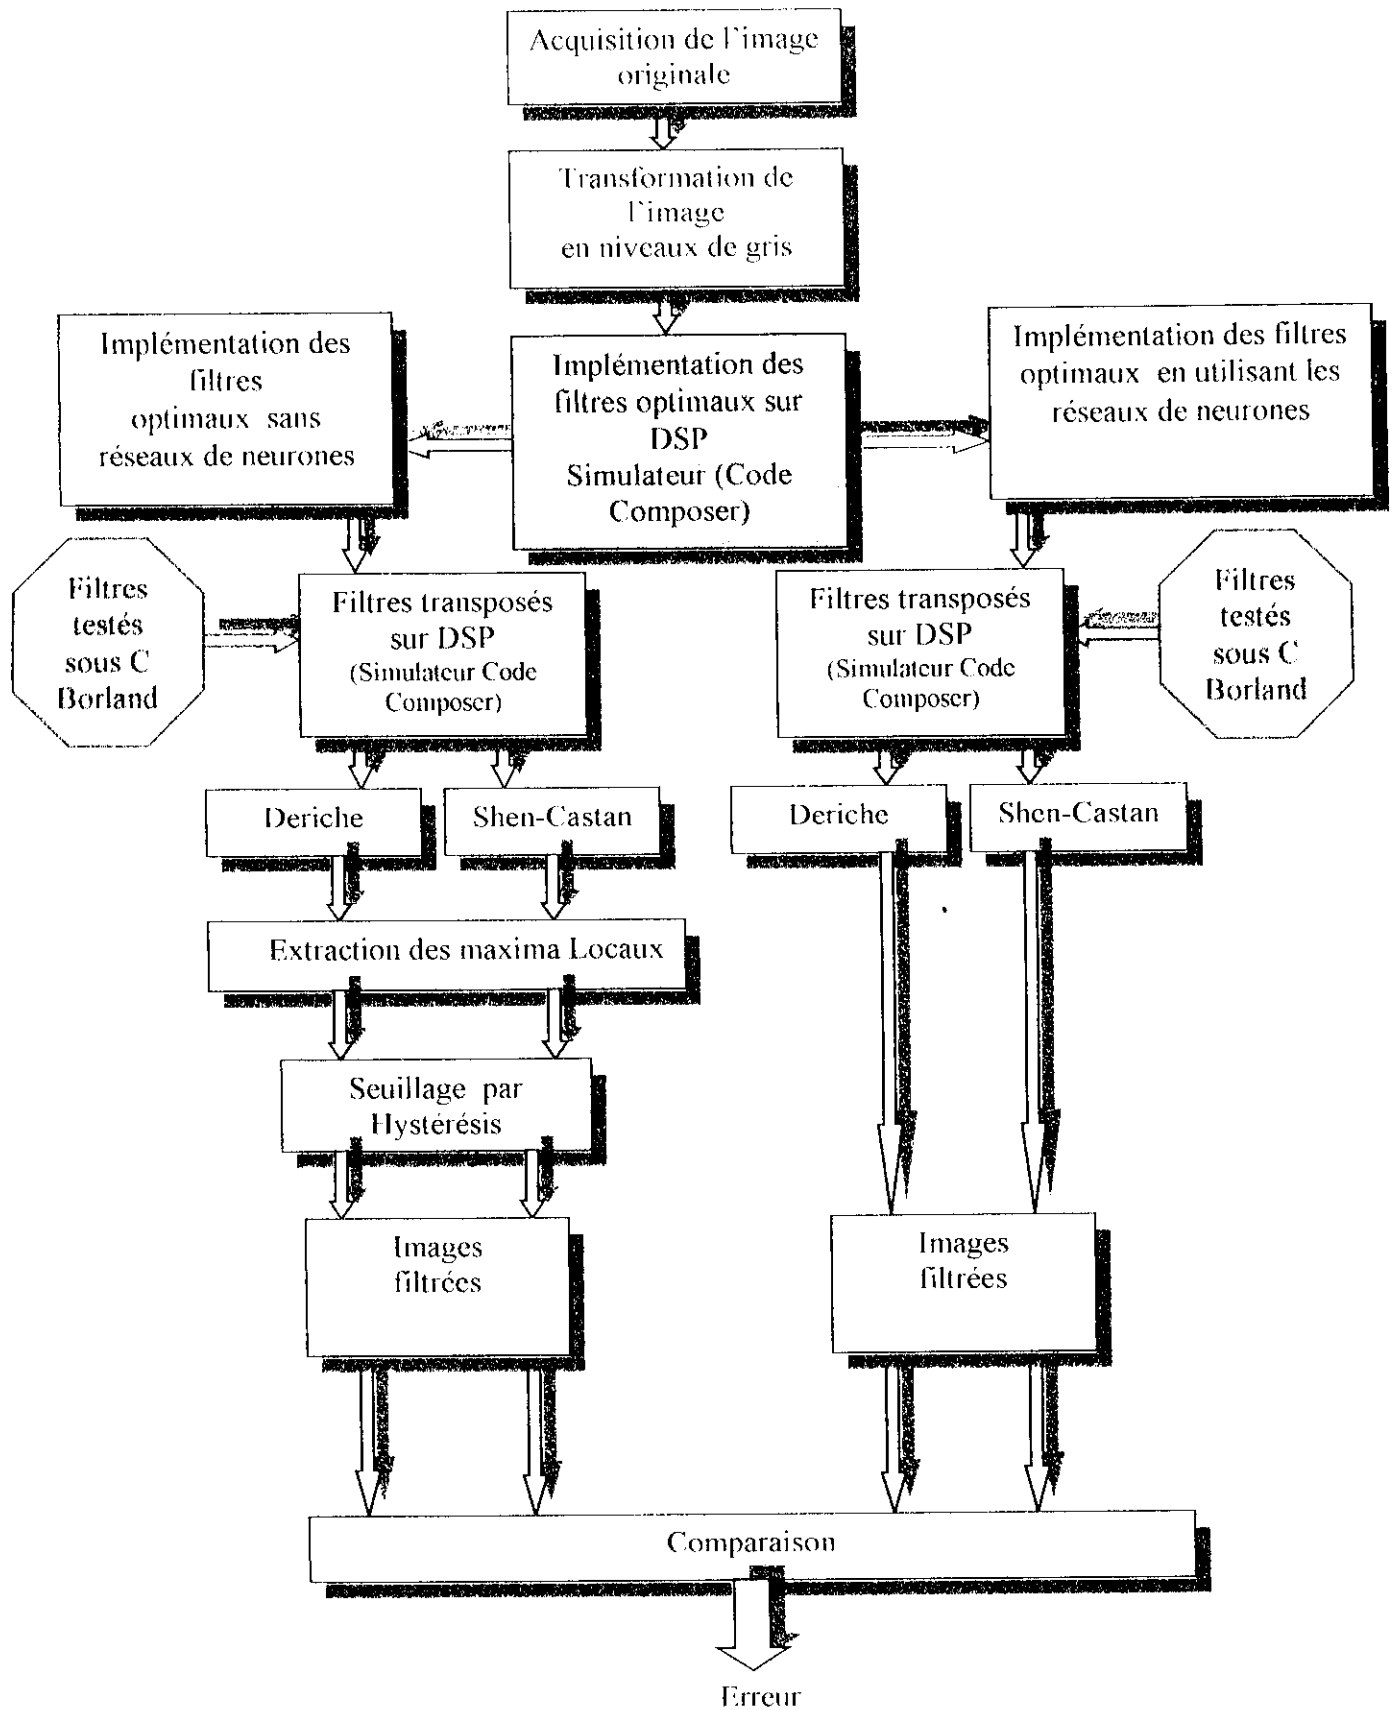 Acquisition de l'image
originale
Transformation de
l'image
en niveaux de gris
Implémentation des
filtres
optimaux sans
réseaux de neurones
Implémentation des
filtres optimaux sur
DSP
Simulateur (Code
Composer)
Implémentation des filtres
optimaux en utilisant les
réseaux de neurones
Filtres
testés
sous C
Borland
Filtres transposés
sur DSP
(Simulateur Code
Composer)
Filtres transposés
sur DSP
(Simulateur Code
Composer)
Filtres
testés
sous C
Borland
Deriche
Shen-Castan
Deriche
Shen-Castan
Extraction des maxima Locaux
Seuillage par
Hystérésis
Images
filtrées
Images
filtrées
Comparaison
Erreur